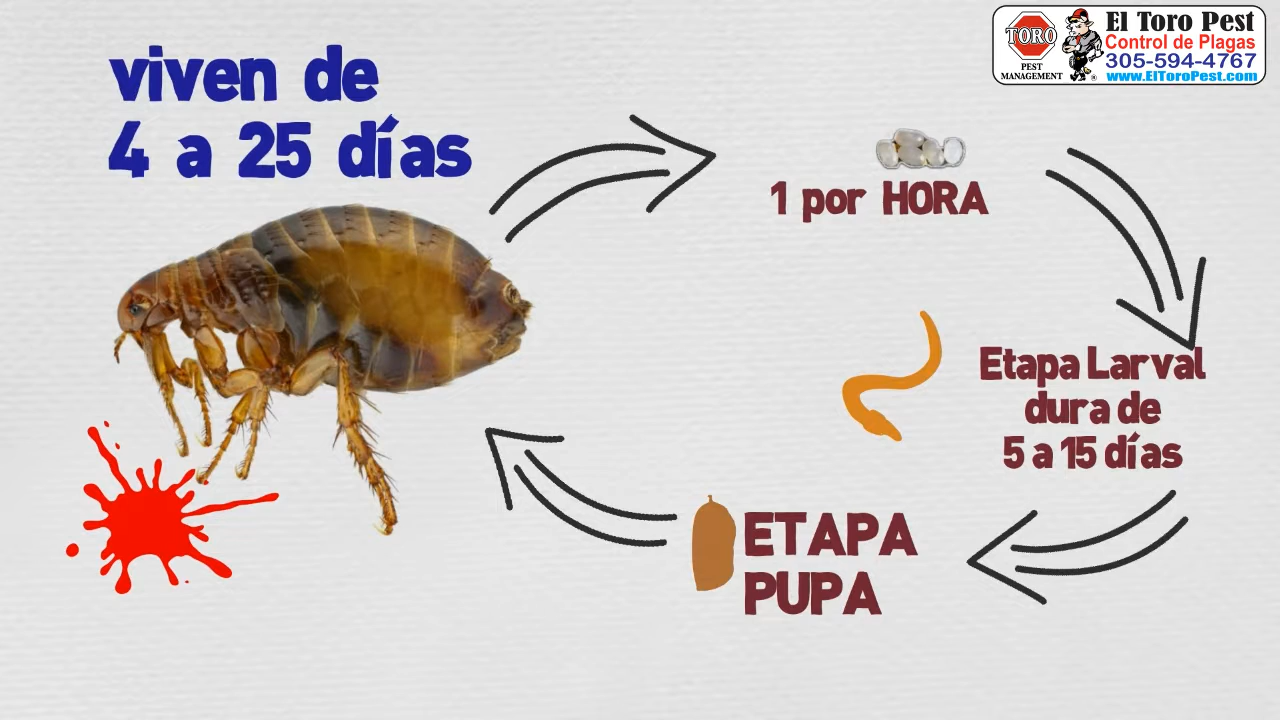 viven de
4 a 25 días
TORO
PEST
MANAGEMENT
El Toro Pest
Control de Plagas
305-594-4767
www.ElToroPest.com
1 por HORA
Etapa Larval
dura de
5 a 15 días
ETAPA
PUPA